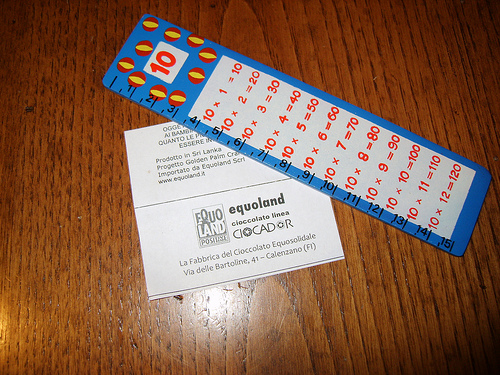 10
10 x 1 = 10
10 x 2 = 20
10 x 3 = 30
10 x 4 = 40
10 x 5 = 50
10 x 6 = 60
10 x 7 = 70
10 x 8 = 80
10 x 9 = 90
10 x 10 = 100
10 x 11 = 110
10 x 12 = 120
1 2 3 4 5 6 7 8 9 10 11 12 13 14 15
OGGE
AI BAMBI
QUANTO LE
ESSERE
Prodotto in Sri Lanka
Progetto Golden Palm
Importato da Equoland Scrl
www.equoland.it
EQUO
LAND
equoland
cioccolato linea
CIOCADOR
La Fabbrica del Cioccolato Equosolidale
Via delle Bartoline, 41 - Calenzano (FI)